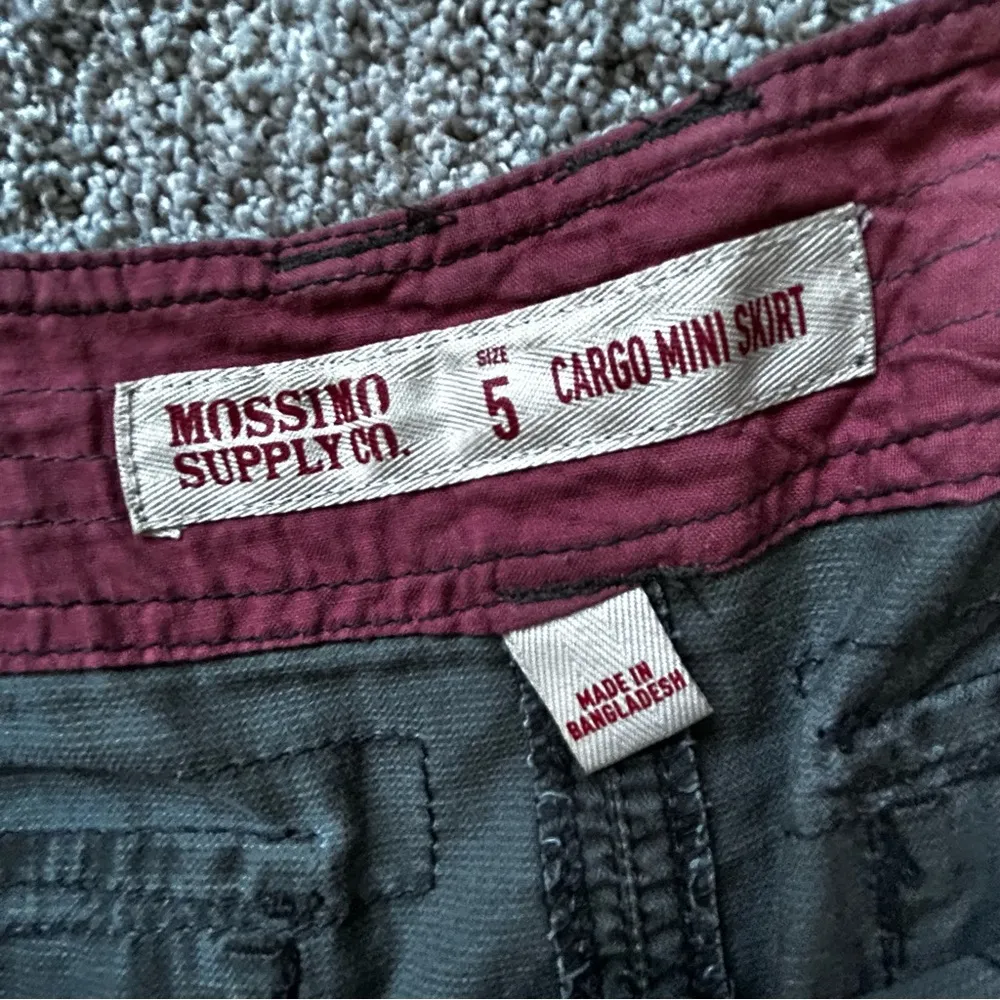 MOSSIMO
SUPPLY CO.
SIZE
5
CARGO MINI SKIRT
MADE IN
BANGLADESH